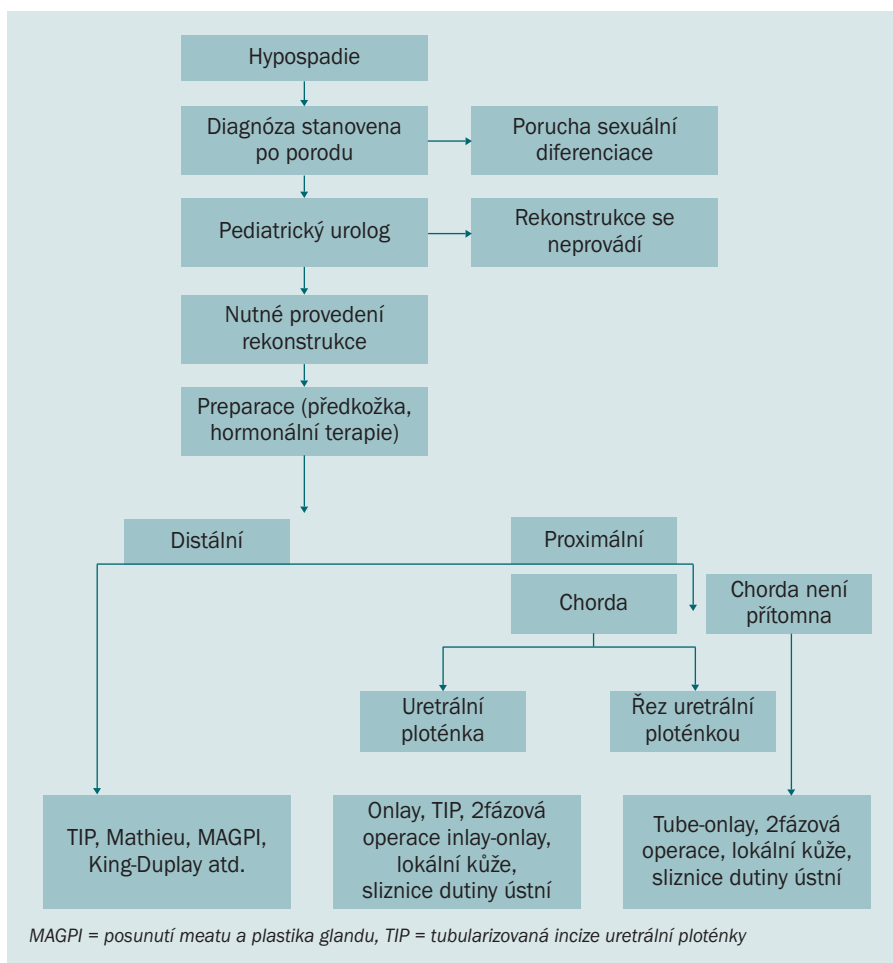 Hypospadie
Diagnóza stanovena
po porodu
Porucha sexuální
diferenciace
Pediatrický urolog
Rekonstrukce se
neprovádí
Nutné provedení
rekonstrukce
Preparace (předkožka,
hormonální terapie)
Distální
Proximální
Chorda
Chorda není
přítomna
Uretrální
ploténka
Řez uretrální
ploténkou
TIP, Mathieu, MAGPI,
King-Duplay atd.
Onlay, TIP, 2fázová
operace inlay-onlay,
lokální kůže,
sliznice dutiny ústní
Tube-onlay, 2fázová
operace, lokální kůže,
sliznice dutiny ústní
MAGPI = posunutí meatu a plastika glandu, TIP = tubularizovaná incize uretrální ploténky